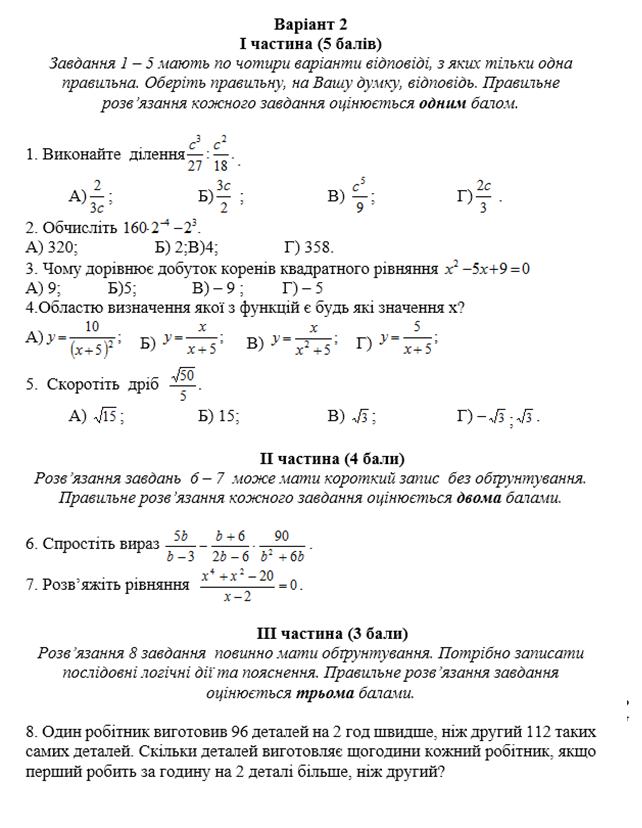 Варіант 2
І частина (5 балів)
Завдання 1 – 5 мають по чотири варіанти відповіді, з яких тільки одна
правильна. Оберіть правильну, на Вашу думку, відповідь. Правильне
розв’язання кожного завдання оцінюється одним балом.
1. Виконайте ділення c³/27 : c²/18 . .
А) 2/3c ; Б) 3c/2 ; В) c⁵/9 ; Г) 2c/3 .
2. Обчисліть 160·2⁻⁴ −2³.
А) 320; Б) 2;В)4; Г) 358.
3. Чому дорівнює добуток коренів квадратного рівняння x² −5x+9=0
А) 9; Б)5; В) – 9 ; Г) – 5
4.Областю визначення якої з функцій є будь які значення х?
А) y = 10/(x+5)² ; Б) y = x/(x+5) ; В) y = x/(x²+5) ; Г) y = 5/(x+5) ;
5. Скоротіть дріб √50/5 .
А) √15 ; Б) 15; В) √3 ; Г) −√3 ; √3 .
ІІ частина (4 бали)
Розв’язання завдань 6 – 7 може мати короткий запис без обґрунтування.
Правильне розв’язання кожного завдання оцінюється двома балами.
6. Спростіть вираз 5b/(b−3) − (b+6)/(2b−6) · 90/(b²+6b) .
7. Розв’яжіть рівняння (x⁴+x²−20)/(x−2) = 0 .
ІІІ частина (3 бали)
Розв’язання 8 завдання повинно мати обґрунтування. Потрібно записати
послідовні логічні дії та пояснення. Правильне розв’язання завдання
оцінюється трьома балами.
8. Один робітник виготовив 96 деталей на 2 год швидше, ніж другий 112 таких
самих деталей. Скільки деталей виготовляє щогодини кожний робітник, якщо
перший робить за годину на 2 деталі більше, ніж другий?